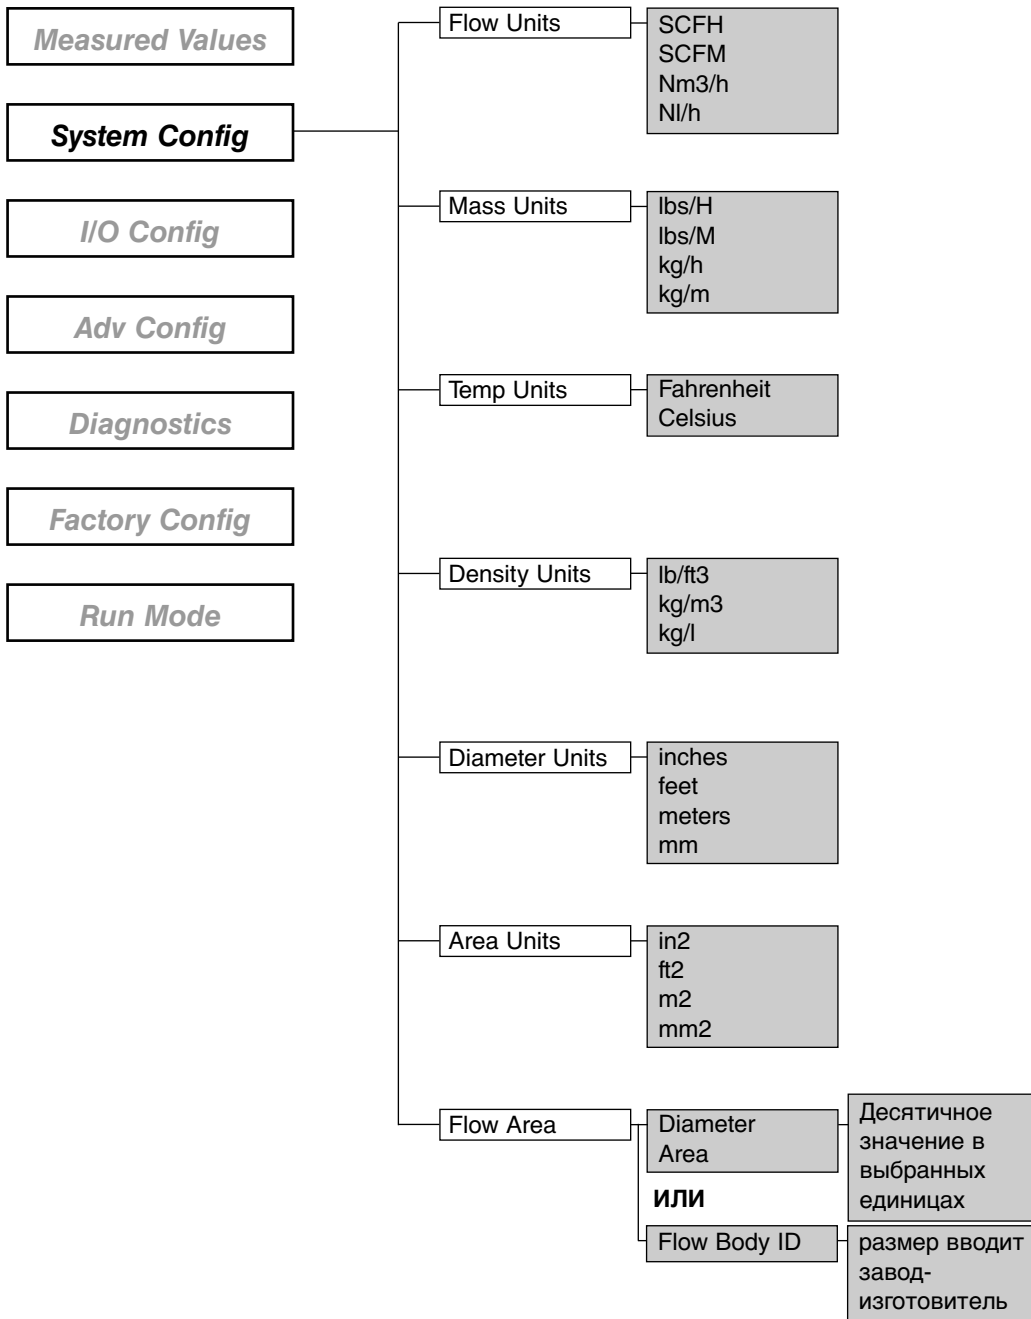 Measured Values
System Config
I/O Config
Adv Config
Diagnostics
Factory Config
Run Mode
Flow Units
SCFH
SCFM
Nm3/h
Nl/h
Mass Units
lbs/H
lbs/M
kg/h
kg/m
Temp Units
Fahrenheit
Celsius
Density Units
lb/ft3
kg/m3
kg/l
Diameter Units
inches
feet
meters
mm
Area Units
in2
ft2
m2
mm2
Flow Area
Diameter
Area
Десятичное
значение в
выбранных
единицах
ИЛИ
Flow Body ID
размер вводит
завод-
изготовитель